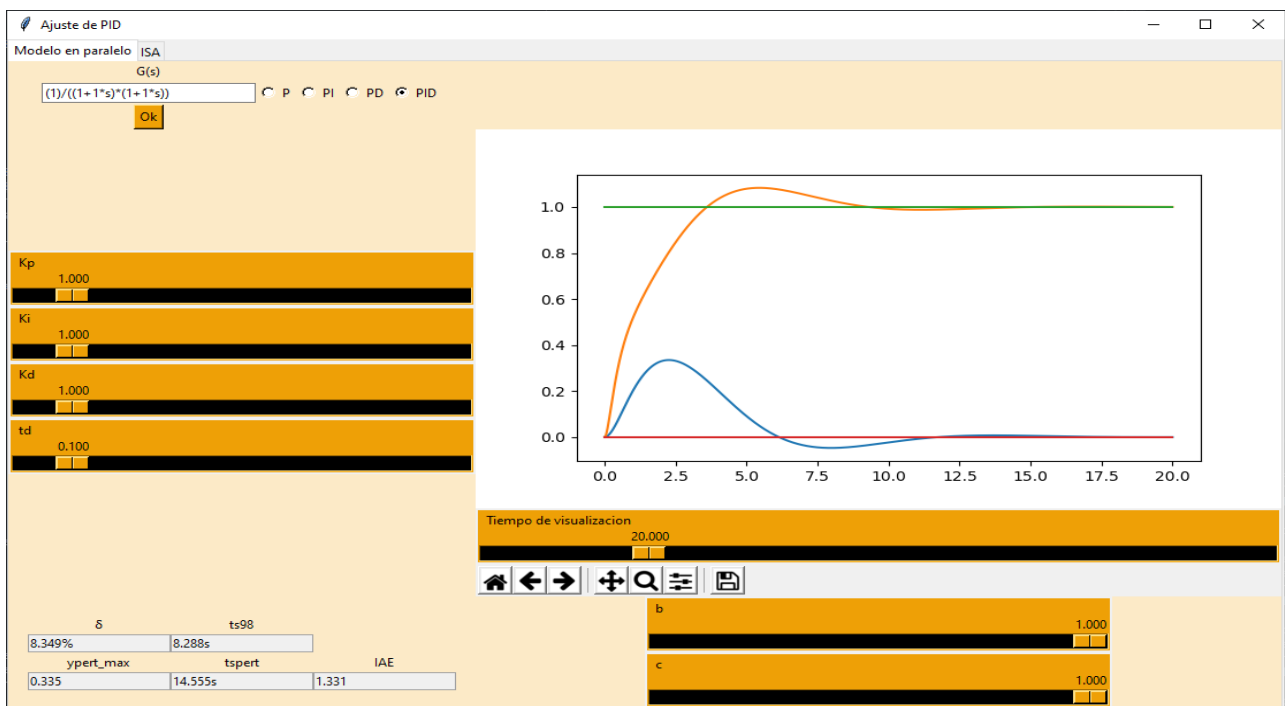 Ajuste de PID
Modelo en paralelo ISA
G(s)
(1)/((1+1*s)*(1+1*s)) P PI PD PID
Ok
Kp
1.000
Ki
1.000
Kd
1.000
td
0.100
1.0
0.8
0.6
0.4
0.2
0.0
0.0 2.5 5.0 7.5 10.0 12.5 15.0 17.5 20.0
Tiempo de visualizacion
20.000
δ ts98
8.349% 8.288s
ypert_max tspert IAE
0.335 14.555s 1.331
b
1.000
c
1.000